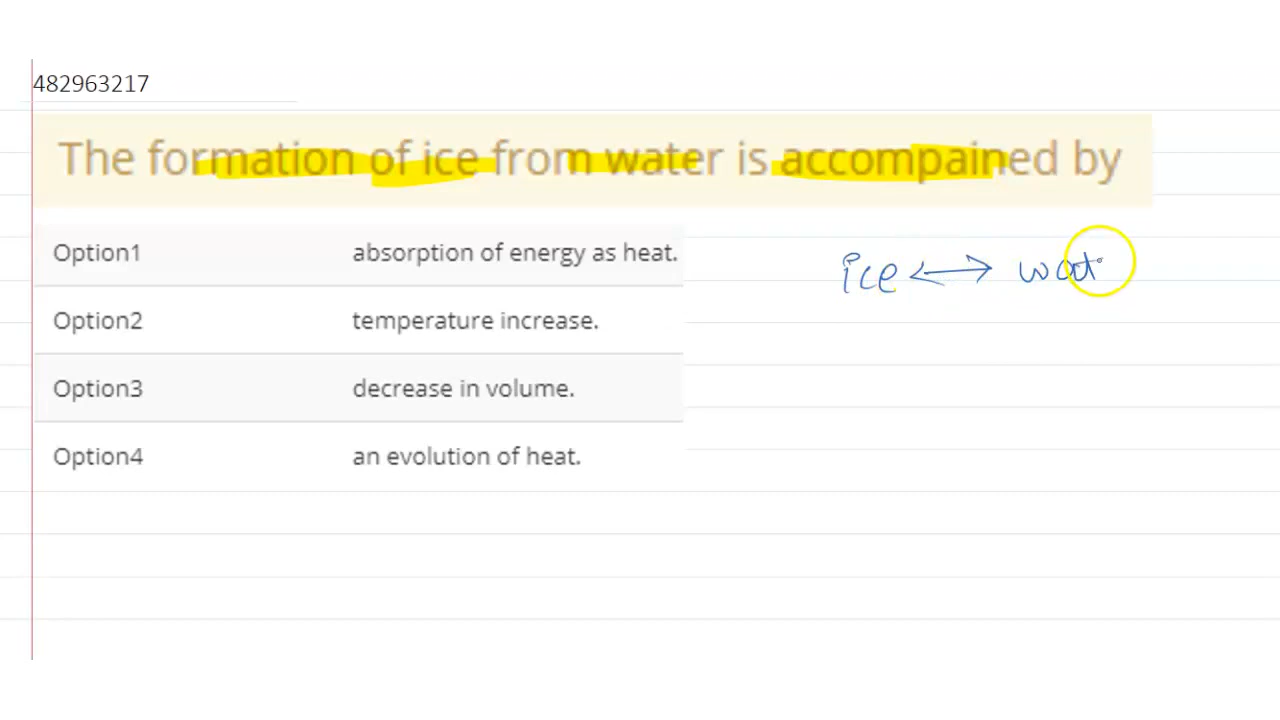 482963217
The formation of ice from water is accompained by
Option1 absorption of energy as heat.
ice ⟷ wat
Option2 temperature increase.
Option3 decrease in volume.
Option4 an evolution of heat.